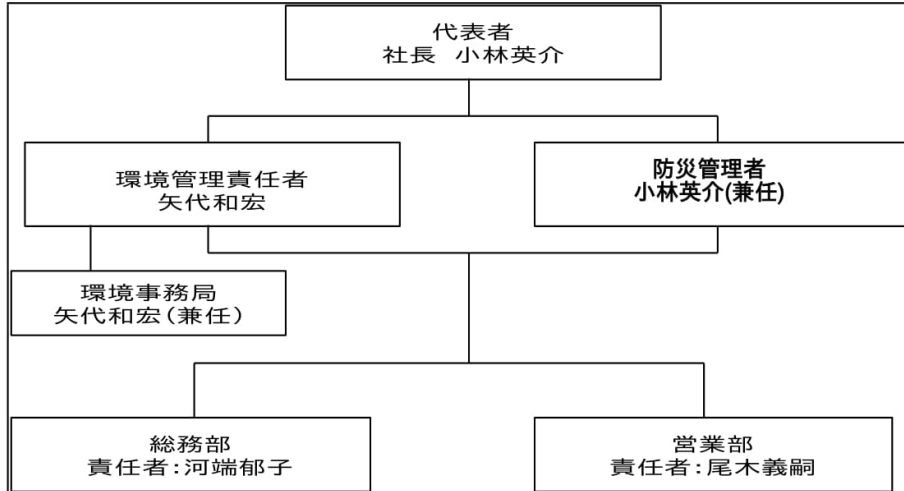 代表者
社長 小林英介
環境管理責任者
矢代和宏
防災管理者
小林英介(兼任)
環境事務局
矢代和宏(兼任)
総務部
責任者:河端郁子
営業部
責任者:尾木義嗣